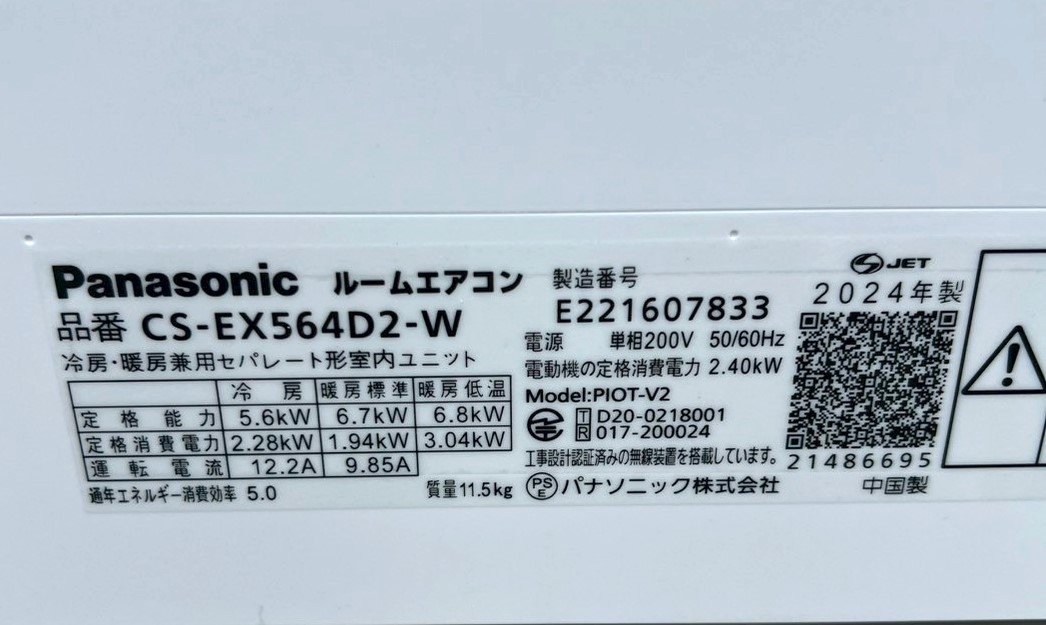 Panasonic ルームエアコン
品番 CS-EX564D2-W
冷房・暖房兼用セパレート形室内ユニット
冷房 暖房標準 暖房低温
定格能力 5.6kW 6.7kW 6.8kW
定格消費電力 2.28kW 1.94kW 3.04kW
運転電流 12.2A 9.85A
通年エネルギー消費効率 5.0 質量11.5kg
製造番号
E221607833
電源 単相200V 50/60Hz
電動機の定格消費電力 2.40kW
Model:PIOT-V2
T D20-0218001
R 017-200024
工事設計認証済みの無線装置を搭載しています。
PSE パナソニック株式会社
JET
2024年製
21486695
中国製